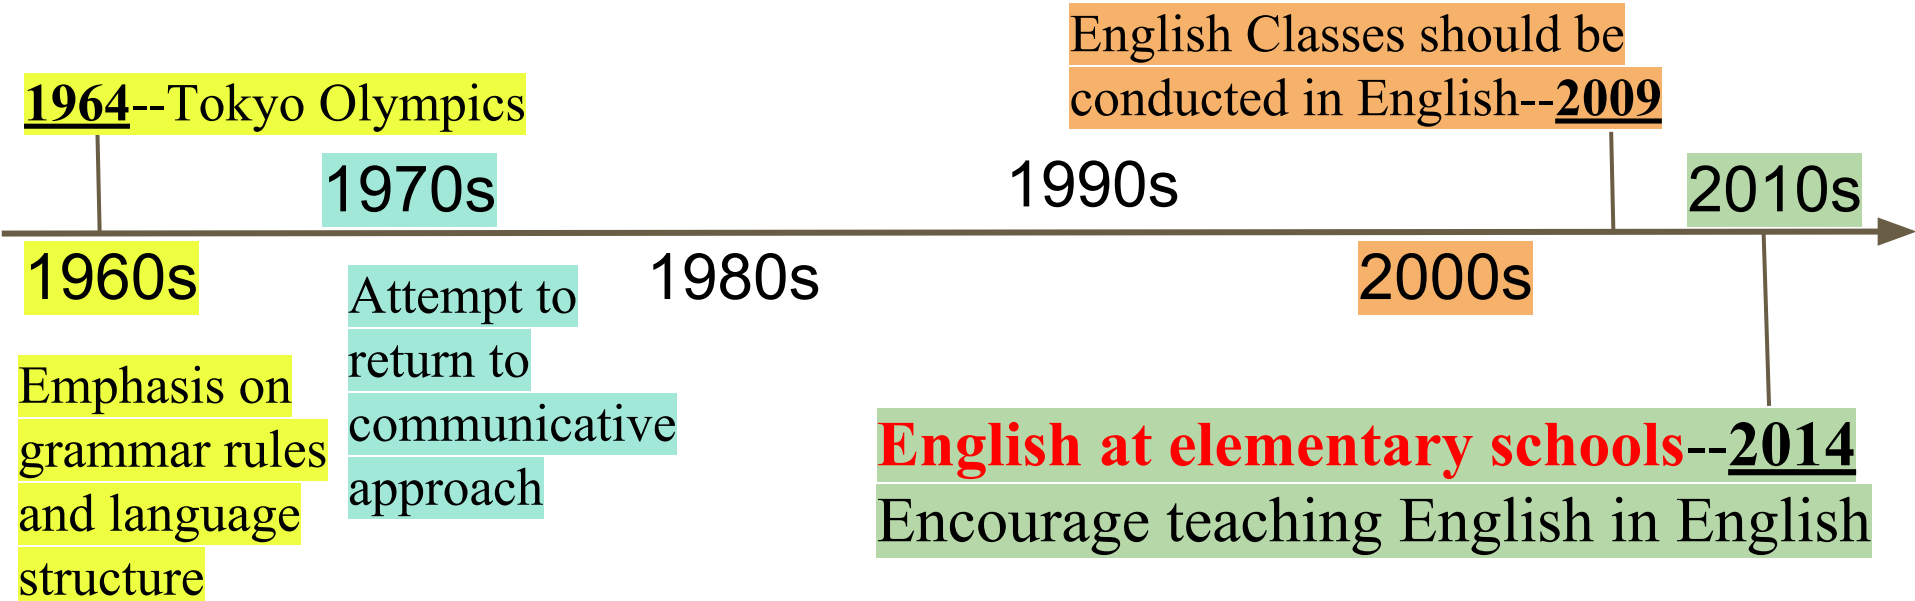 English Classes should be
conducted in English--2009
1964--Tokyo Olympics
1970s
1990s
2010s
1960s
1980s
2000s
Attempt to
return to
communicative
approach
Emphasis on
grammar rules
and language
structure
English at elementary schools--2014
Encourage teaching English in English